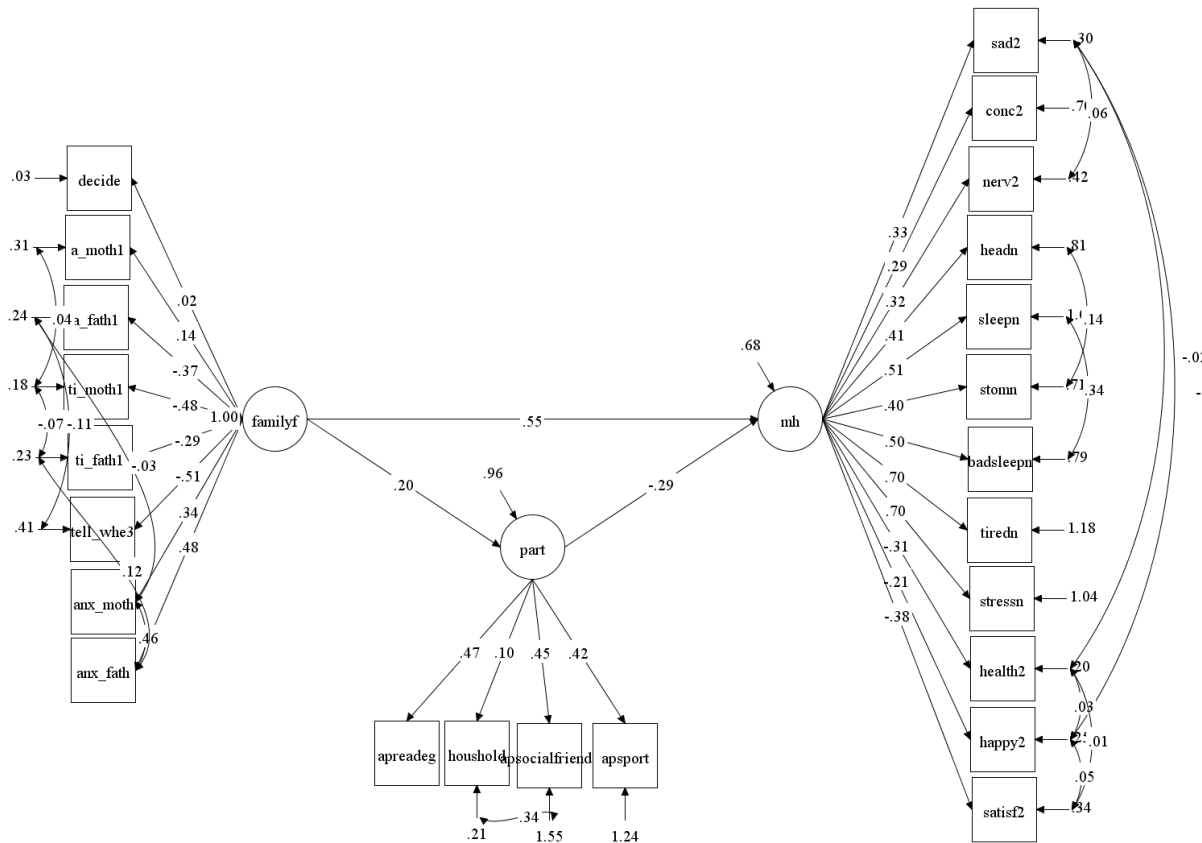 sad2
.30
conc2
.06
nerv2
.42
.03
decide
.31
a_moth1
headn
.81
.33
.29
.32
.41
.51
.40
.50
.70
.70
-.31
-.21
-.38
.24
.04
a_fath1
.02
.14
-.37
-.48
-.29
-.51
.34
.48
sleepn
.14
.68
.18
ti_moth1
stomn
.71
.34
-.07
-.11
1.00
familyf
.55
mh
.23
ti_fath1
-.03
badsleepn
.79
.20
.96
-.29
.41
tell_whe3
tiredn
1.18
part
.12
anx_moth
stressn
1.04
.46
anx_fath
.47
.10
.45
.42
health2
.20
.03
apreadeg
houshold
apsocialfriend
apsport
happy2
.01
.05
.34
.21
1.55
1.24
satisf2
.34